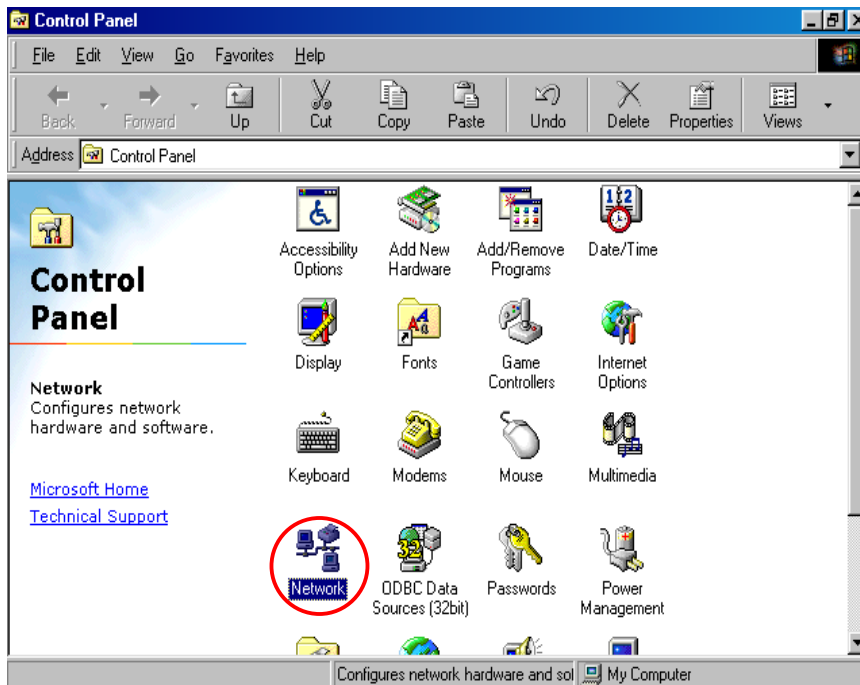 Control Panel
File Edit View Go Favorites Help
Back Forward Up Cut Copy Paste Undo Delete Properties Views
Address Control Panel
Control
Panel
Network
Configures network
hardware and software.
Microsoft Home
Technical Support
Accessibility
Options
Add New
Hardware
Add/Remove
Programs
Date/Time
Display
Fonts
Game
Controllers
Internet
Options
Keyboard
Modems
Mouse
Multimedia
Network
32
ODBC Data
Sources (32bit)
Passwords
Power
Management
Configures network hardware and sol
My Computer